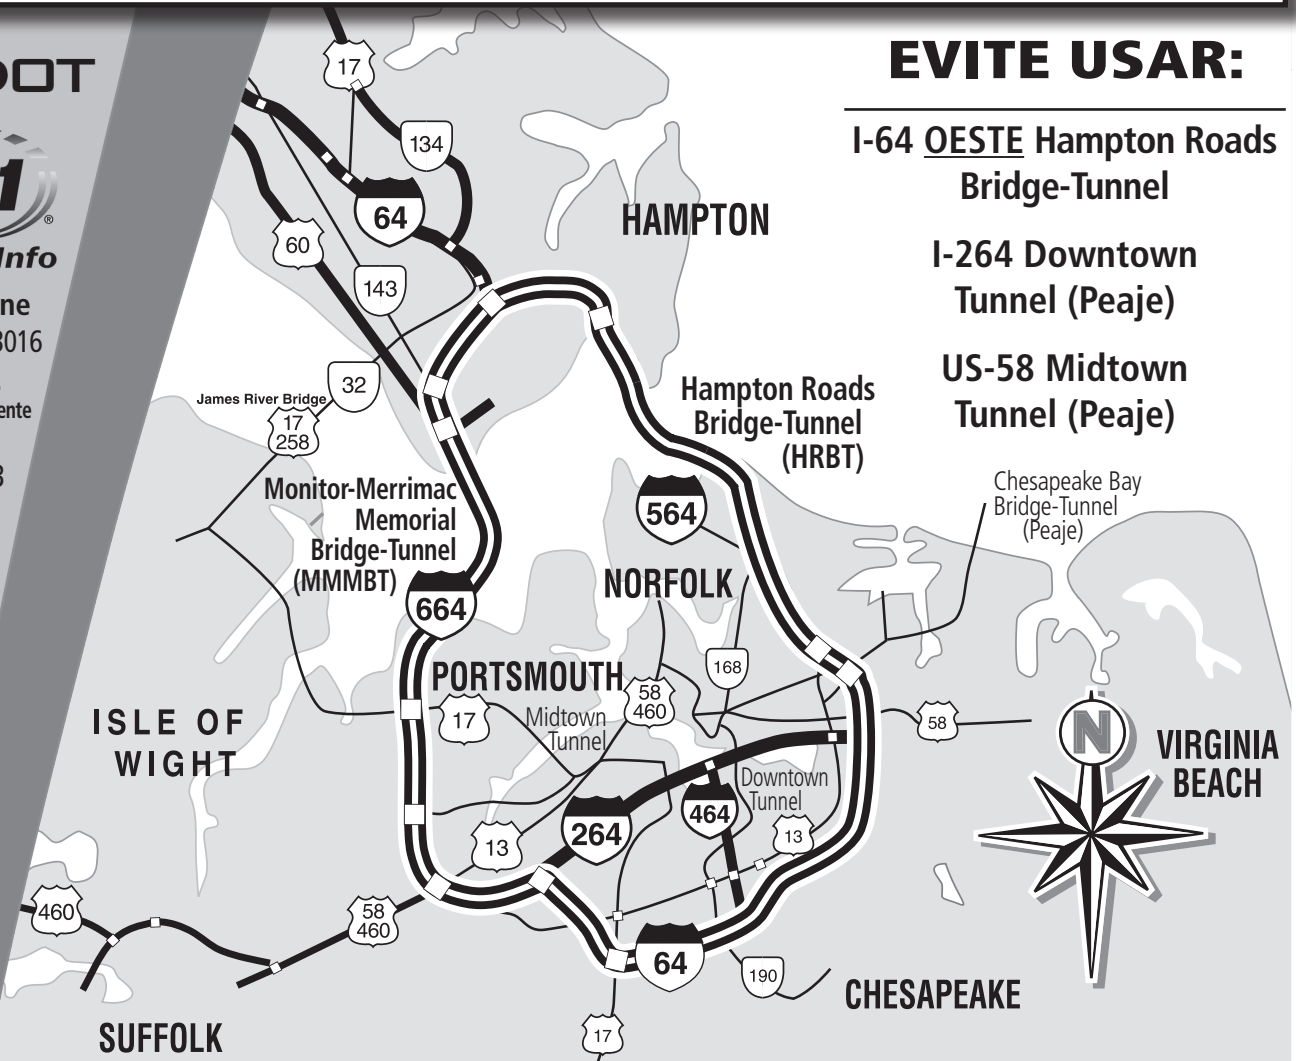 EVITE USAR:
I-64 OESTE Hampton Roads
Bridge-Tunnel
I-264 Downtown
Tunnel (Peaje)
US-58 Midtown
Tunnel (Peaje)
Info
3016
17
134
64
HAMPTON
60
143
32
James River Bridge
17
258
Hampton Roads
Bridge-Tunnel
(HRBT)
Monitor-Merrimac
Memorial
Bridge-Tunnel
(MMMBT)
564
Chesapeake Bay
Bridge-Tunnel
(Peaje)
NORFOLK
664
PORTSMOUTH
168
58
460
17
Midtown
Tunnel
58
N
ISLE OF
WIGHT
VIRGINIA
BEACH
Downtown
Tunnel
464
264
13
13
460
58
460
64
190
CHESAPEAKE
SUFFOLK
17